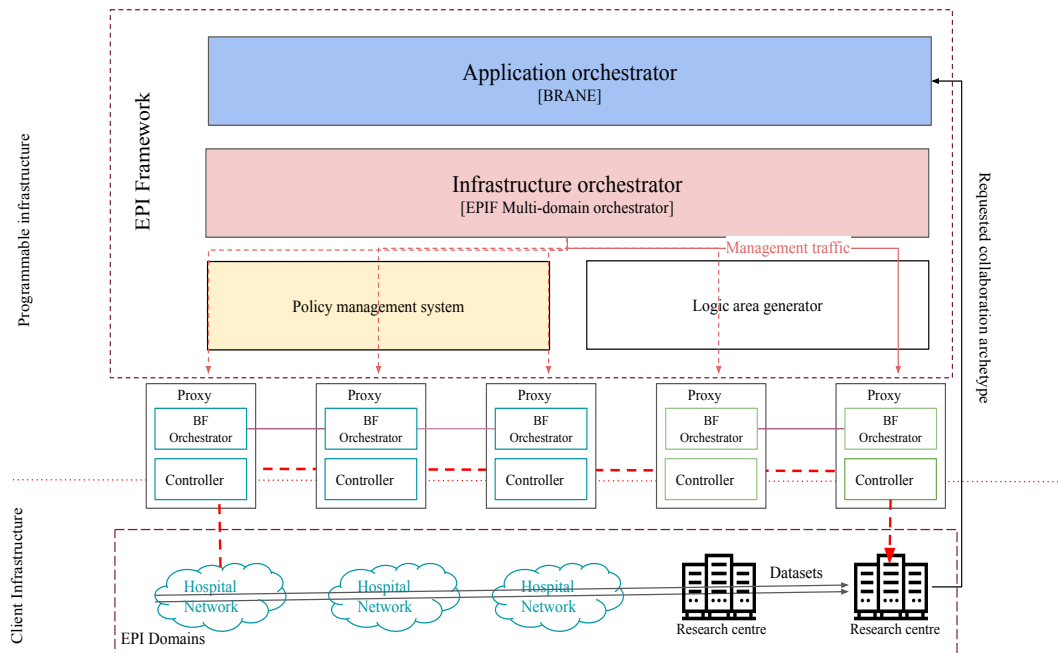 Programmable infrastructure
EPI Framework
Application orchestrator
[BRANE]
Infrastructure orchestrator
[EPIF Multi-domain orchestrator]
Management traffic
Policy management system
Logic area generator
Requested collaboration archetype
Proxy
BF
Orchestrator
Controller
Proxy
BF
Orchestrator
Controller
Proxy
BF
Orchestrator
Controller
Proxy
BF
Orchestrator
Controller
Proxy
BF
Orchestrator
Controller
Client Infrastructure
Hospital
Network
Hospital
Network
Hospital
Network
Datasets
Research centre
Research centre
EPI Domains